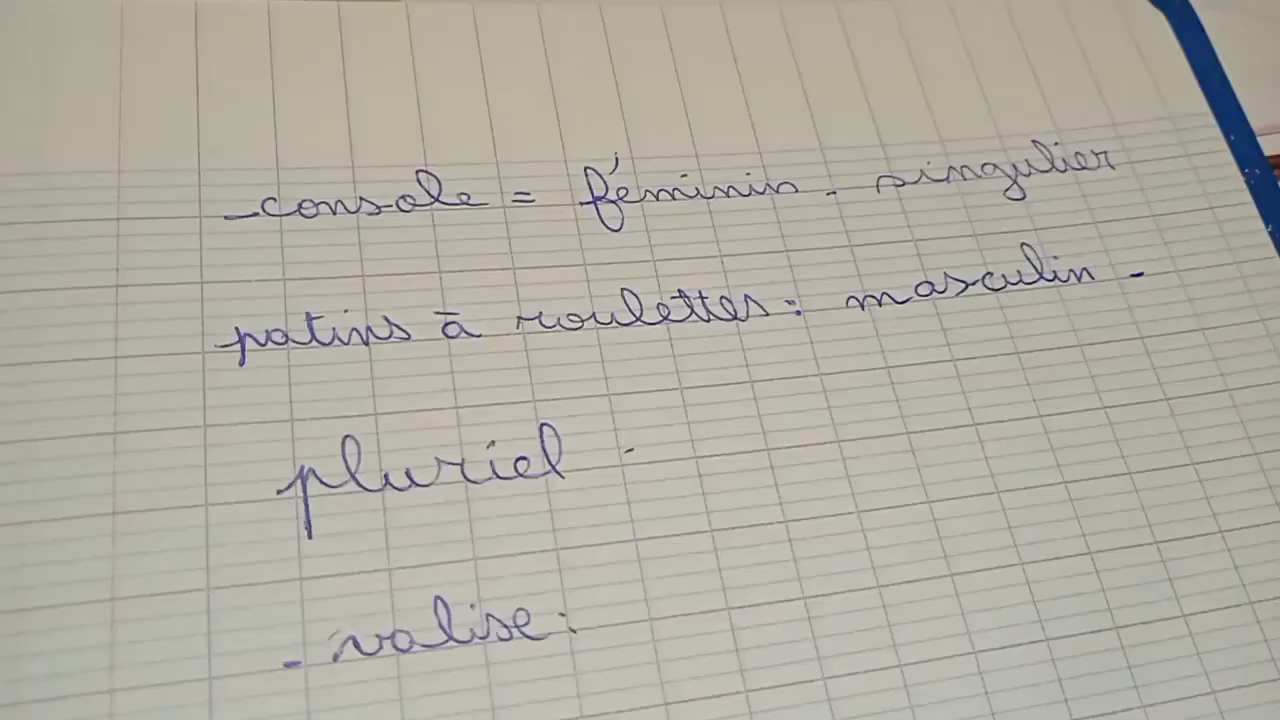 - console = féminin - singulier
patins à roulettes : masculin -
pluriel -
- valise :